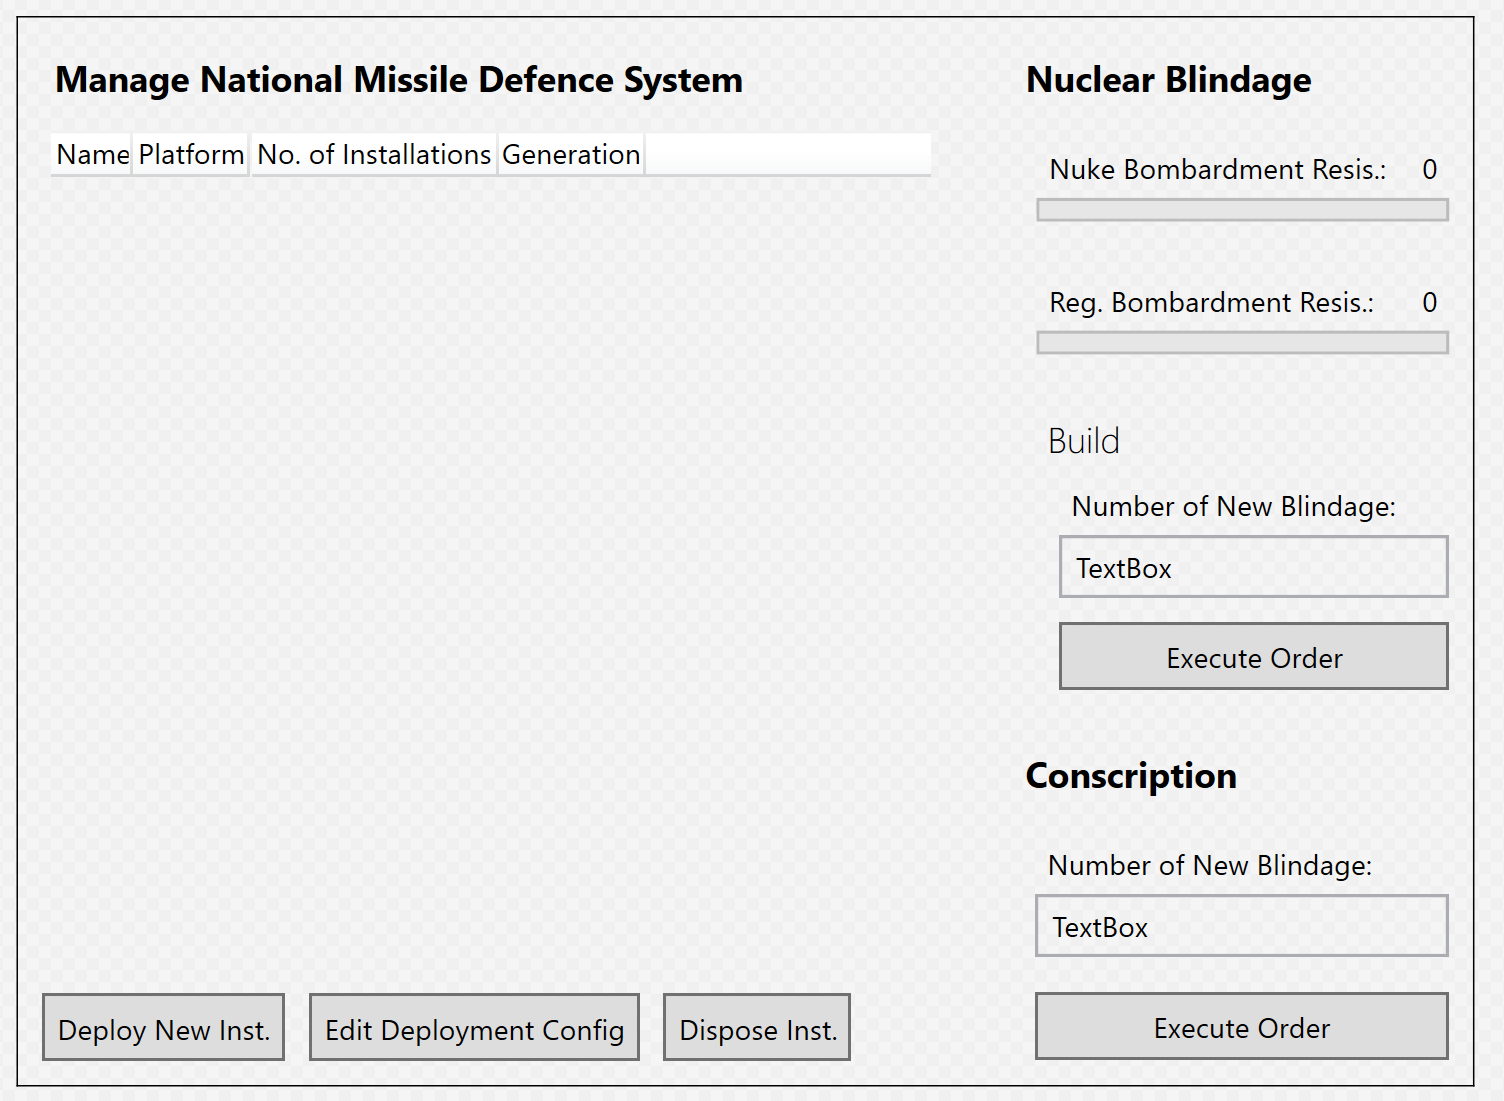 Manage National Missile Defence System
Name Platform No. of Installations Generation
Deploy New Inst. Edit Deployment Config Dispose Inst.
Nuclear Blindage
Nuke Bombardment Resis.: 0
Reg. Bombardment Resis.: 0
Build
Number of New Blindage:
TextBox
Execute Order
Conscription
Number of New Blindage:
TextBox
Execute Order